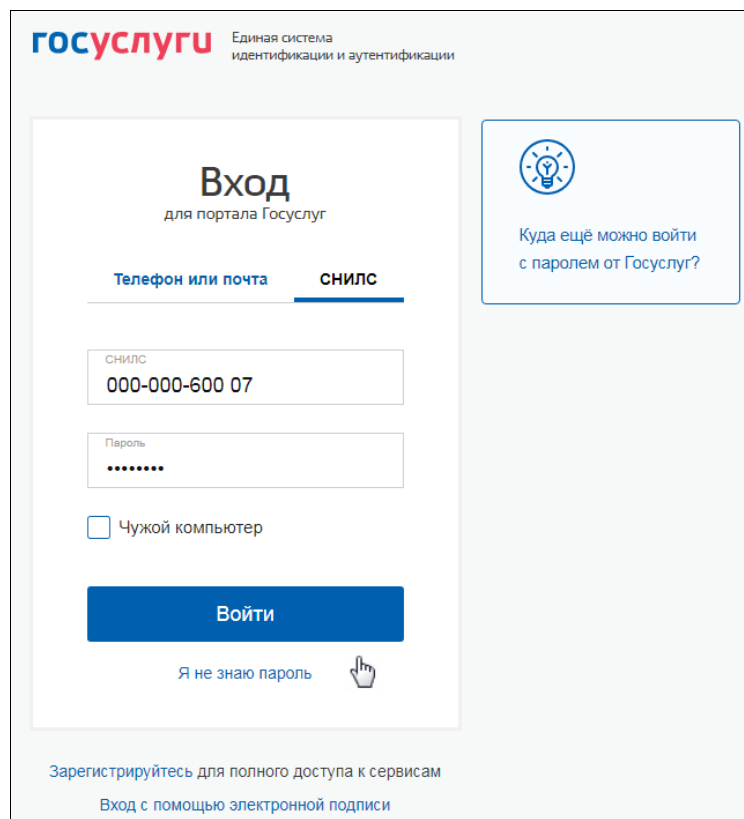 госуслуги
Единая система
идентификации и аутентификации
Вход
для портала Госуслуг
Телефон или почта СНИЛС
СНИЛС
000-000-600 07
Пароль
••••••••
Чужой компьютер
Войти
Я не знаю пароль
Куда ещё можно войти
с паролем от Госуслуг?
Зарегистрируйтесь для полного доступа к сервисам
Вход с помощью электронной подписи